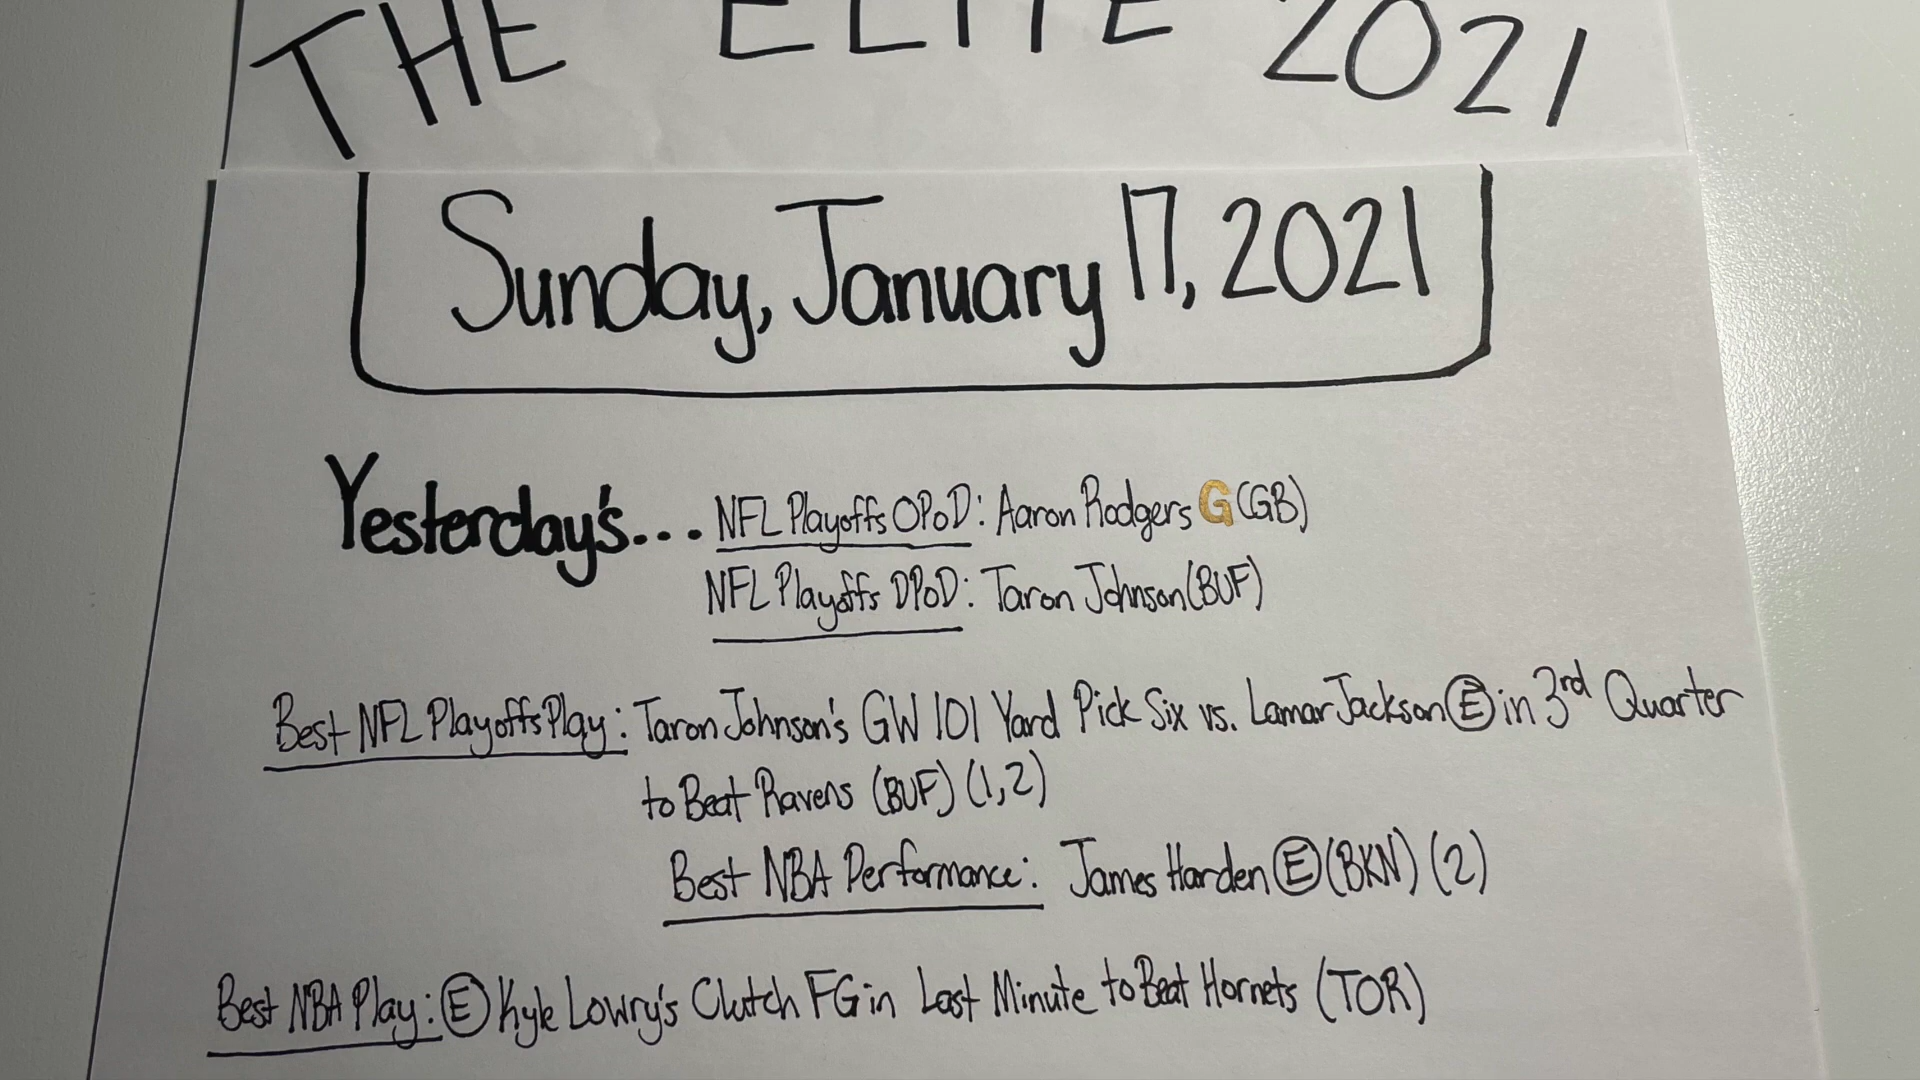 THE ELITE 2021
Sunday, January 17, 2021
Yesterday's... NFL Playoffs OPoD: Aaron Rodgers G (GB)
NFL Playoffs DPoD: Taron Johnson (BUF)
Best NFL Playoffs Play: Taron Johnson's GW 101 Yard Pick Six vs. Lamar Jackson Ⓔ in 3rd Quarter
to Beat Ravens (BUF) (1,2)
Best NBA Performance: James Harden Ⓔ (BKN) (2)
Best NBA Play: Ⓔ Kyle Lowry's Clutch FG in Last Minute to Beat Hornets (TOR)